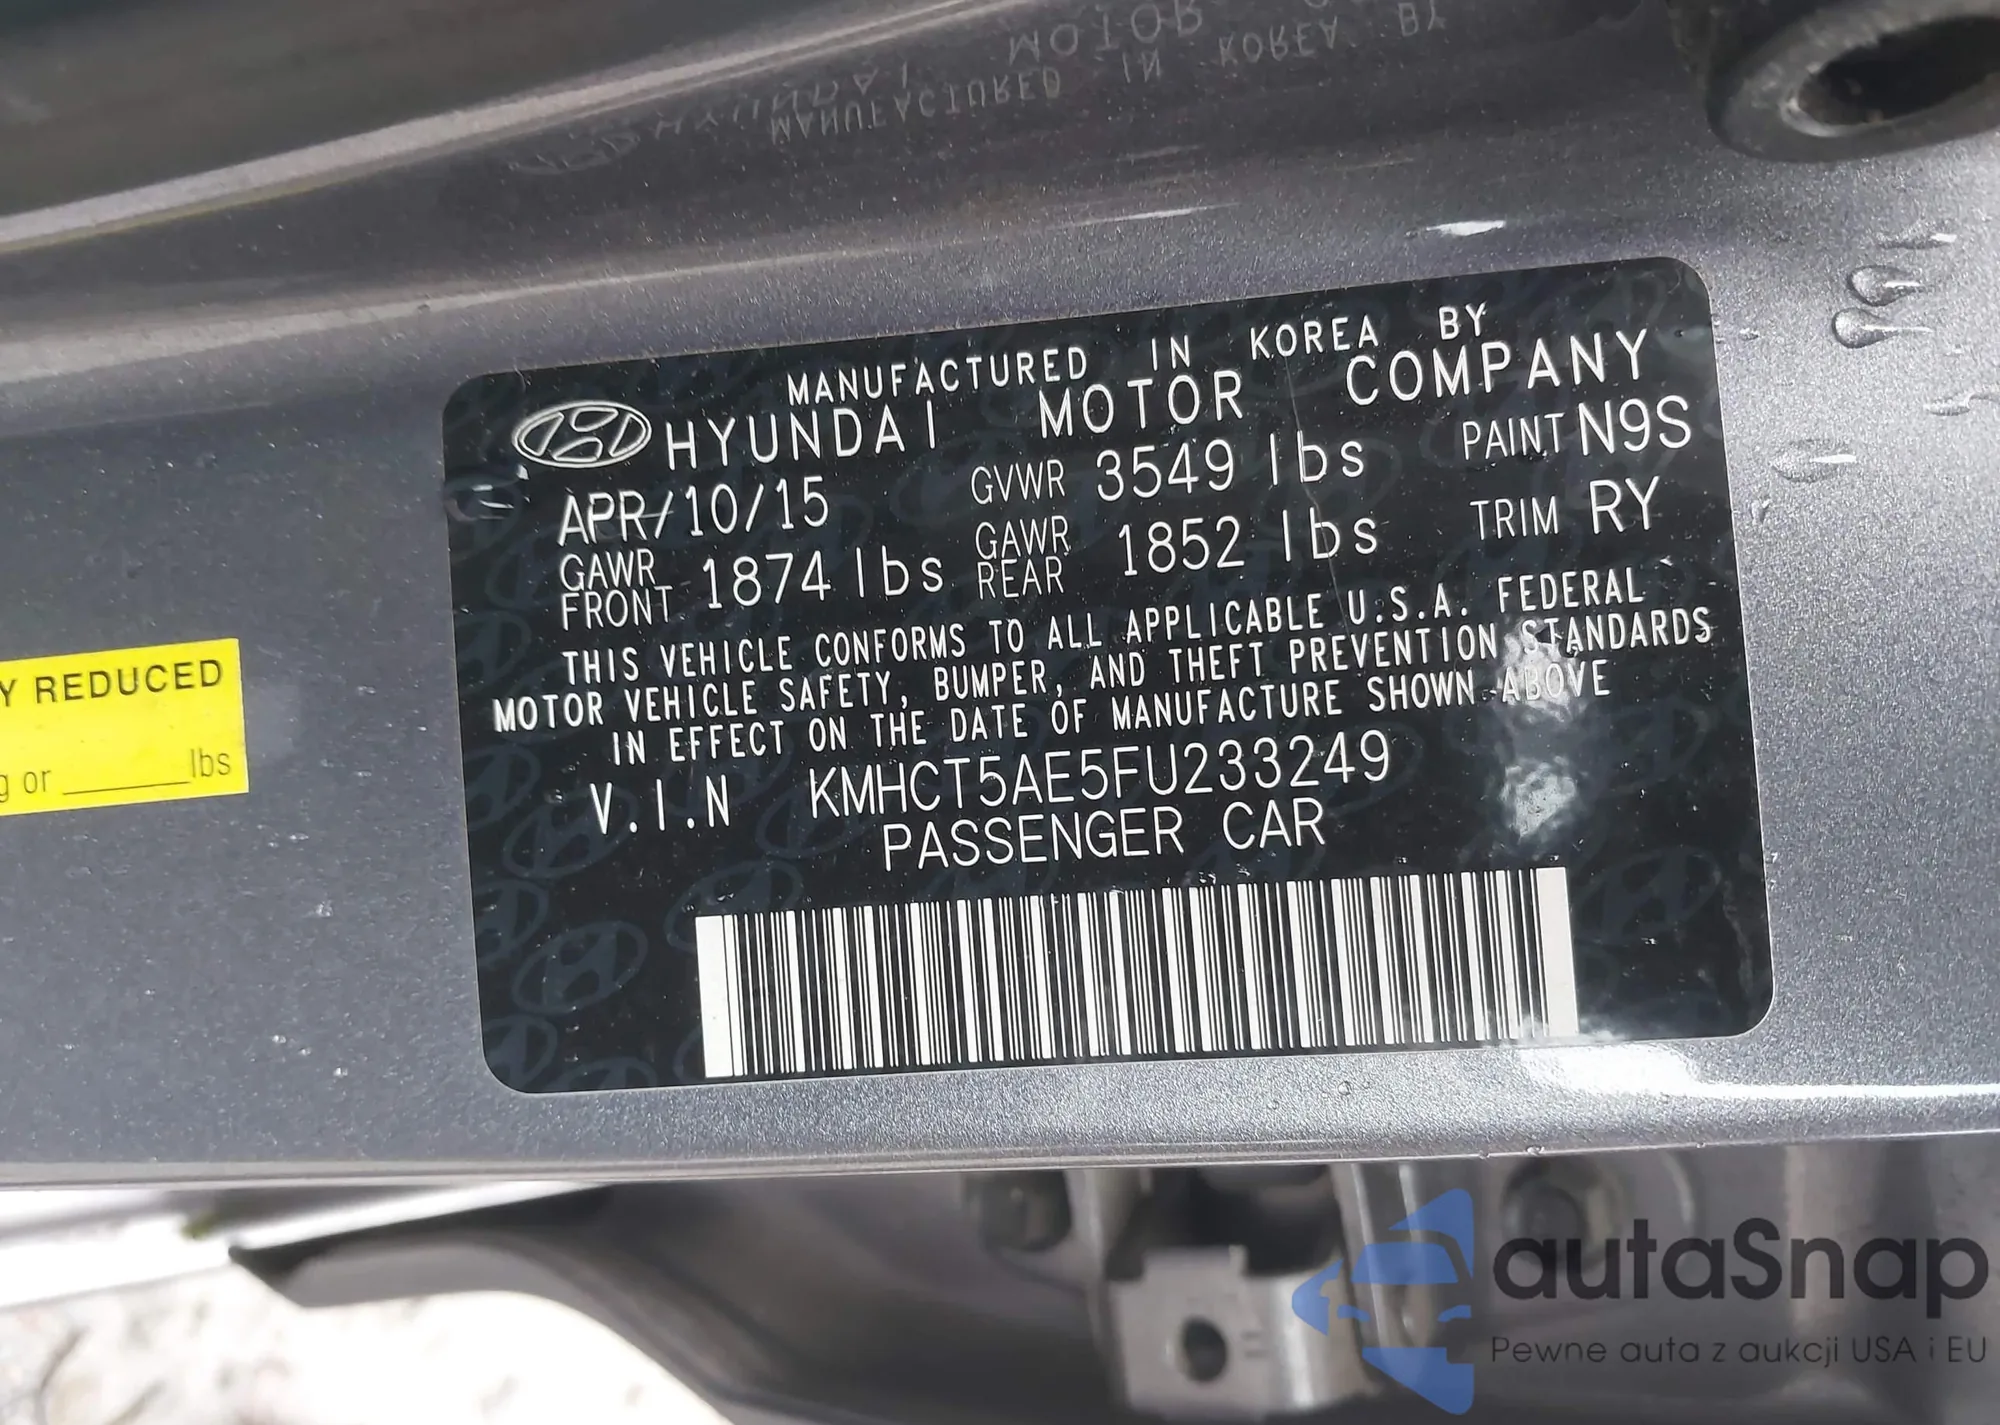 MANUFACTURED IN KOREA BY
HYUNDAI MOTOR COMPANY
APR/10/15 GVWR 3549 lbs PAINT N9S
GAWR FRONT 1874 lbs GAWR REAR 1852 lbs TRIM RY
THIS VEHICLE CONFORMS TO ALL APPLICABLE U.S.A. FEDERAL
MOTOR VEHICLE SAFETY, BUMPER, AND THEFT PREVENTION STANDARDS
IN EFFECT ON THE DATE OF MANUFACTURE SHOWN ABOVE
V.I.N KMHCT5AE5FU233249
PASSENGER CAR
Y REDUCED
g or ______ lbs
autaSnap
Pewne auta z aukcji USA i EU